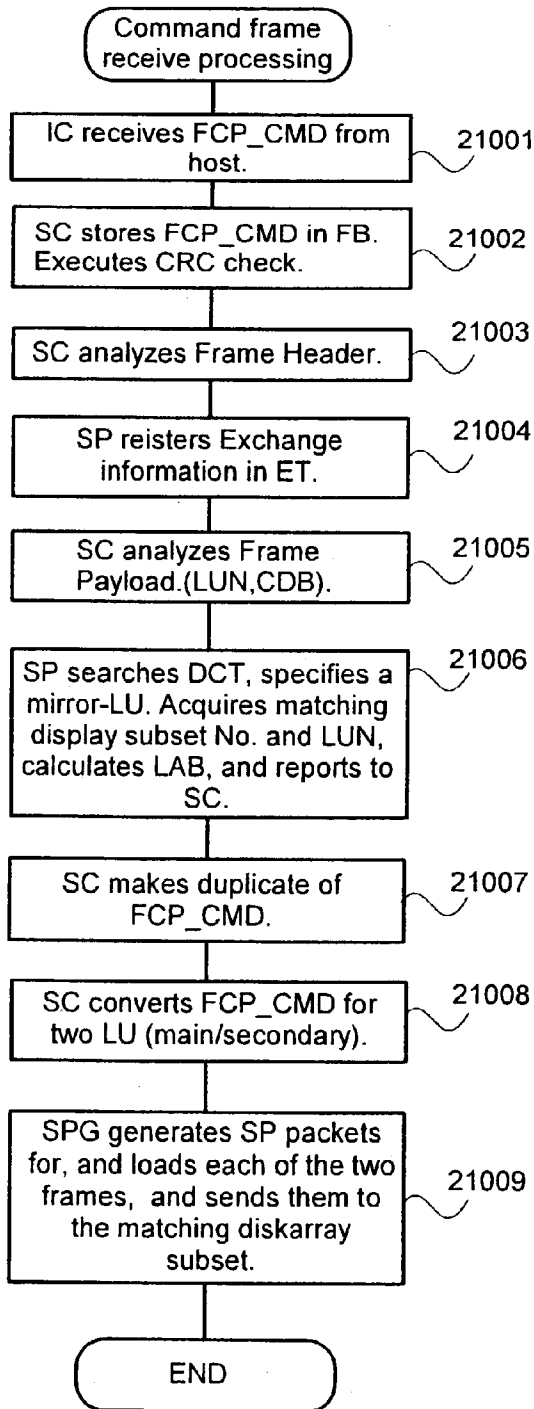 Command frame
receive processing
IC receives FCP_CMD from
host.
21001
SC stores FCP_CMD in FB.
Executes CRC check.
21002
SC analyzes Frame Header.
21003
SP reisters Exchange
information in ET.
21004
SC analyzes Frame
Payload.(LUN,CDB).
21005
SP searches DCT, specifies a
mirror-LU. Acquires matching
display subset No. and LUN,
calculates LAB, and reports to
SC.
21006
SC makes duplicate of
FCP_CMD.
21007
SC converts FCP_CMD for
two LU (main/secondary).
21008
SPG generates SP packets
for, and loads each of the two
frames, and sends them to
the matching diskarray
subset.
21009
END